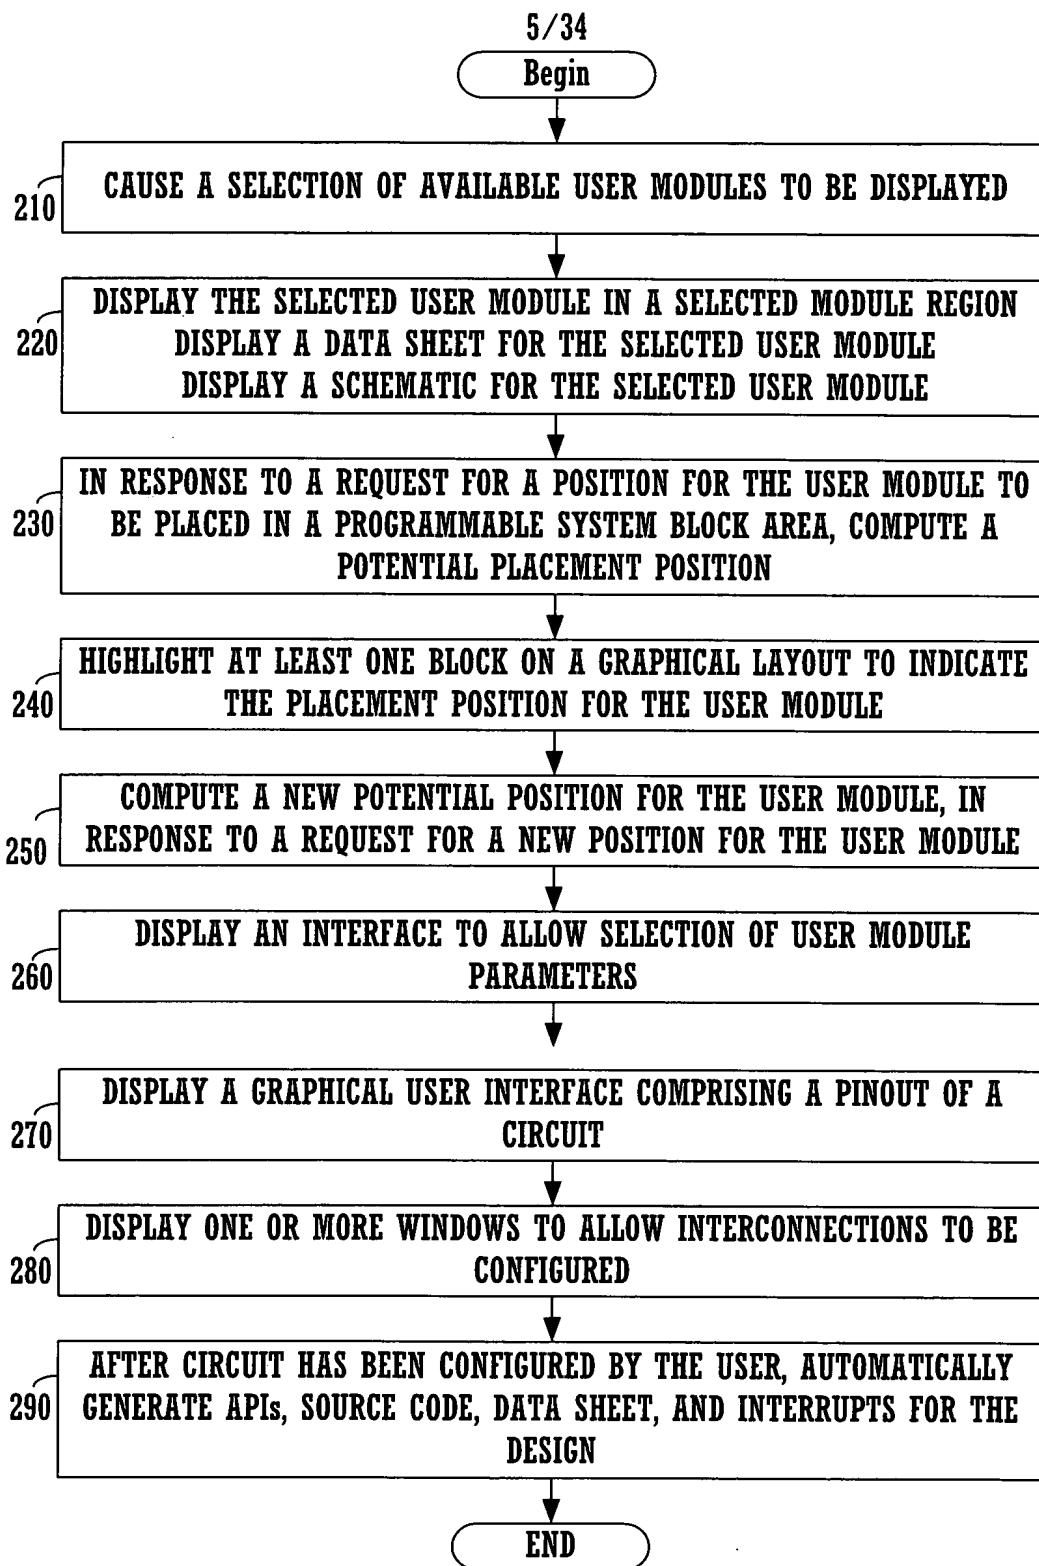 5/34
Begin
210
CAUSE A SELECTION OF AVAILABLE USER MODULES TO BE DISPLAYED
220
DISPLAY THE SELECTED USER MODULE IN A SELECTED MODULE REGION
DISPLAY A DATA SHEET FOR THE SELECTED USER MODULE
DISPLAY A SCHEMATIC FOR THE SELECTED USER MODULE
230
IN RESPONSE TO A REQUEST FOR A POSITION FOR THE USER MODULE TO
BE PLACED IN A PROGRAMMABLE SYSTEM BLOCK AREA, COMPUTE A
POTENTIAL PLACEMENT POSITION
240
HIGHLIGHT AT LEAST ONE BLOCK ON A GRAPHICAL LAYOUT TO INDICATE
THE PLACEMENT POSITION FOR THE USER MODULE
250
COMPUTE A NEW POTENTIAL POSITION FOR THE USER MODULE, IN
RESPONSE TO A REQUEST FOR A NEW POSITION FOR THE USER MODULE
260
DISPLAY AN INTERFACE TO ALLOW SELECTION OF USER MODULE
PARAMETERS
270
DISPLAY A GRAPHICAL USER INTERFACE COMPRISING A PINOUT OF A
CIRCUIT
280
DISPLAY ONE OR MORE WINDOWS TO ALLOW INTERCONNECTIONS TO BE
CONFIGURED
290
AFTER CIRCUIT HAS BEEN CONFIGURED BY THE USER, AUTOMATICALLY
GENERATE APIs, SOURCE CODE, DATA SHEET, AND INTERRUPTS FOR THE
DESIGN
END